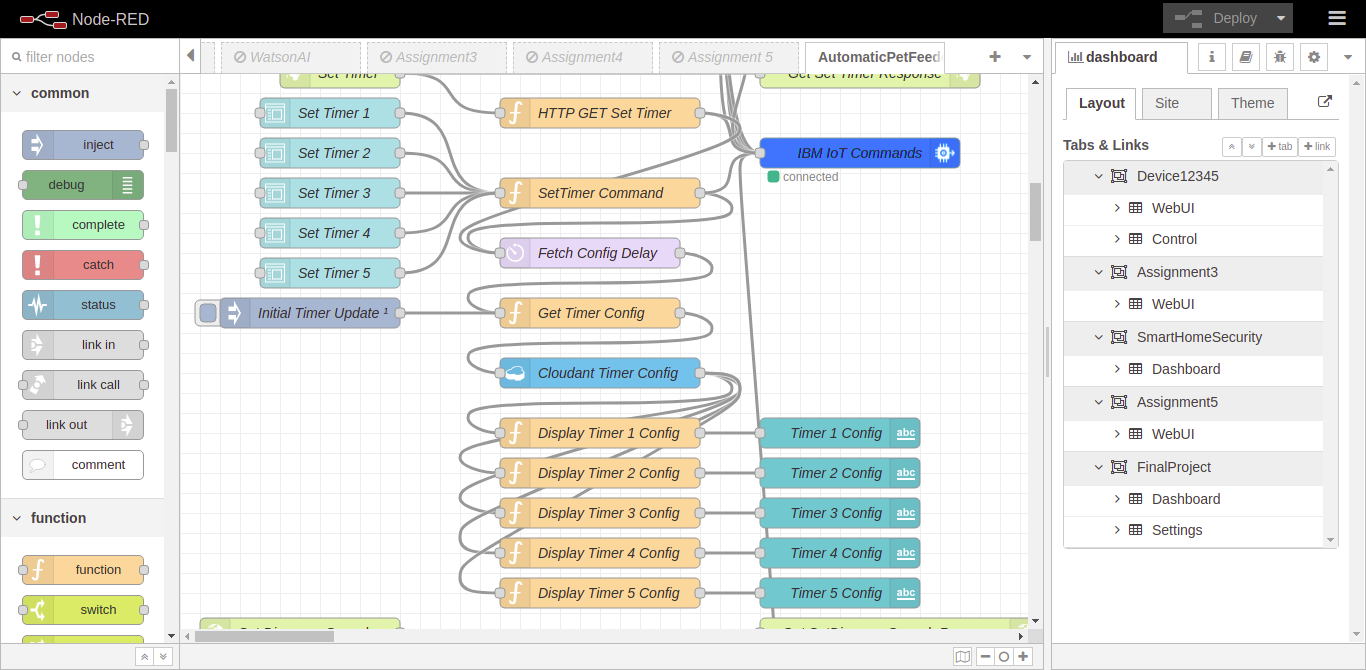 Node-RED
Deploy
filter nodes
WatsonAI
Assignment3
Assignment4
Assignment 5
AutomaticPetFeed
dashboard
common
inject
debug
complete
catch
status
link in
link call
link out
comment
function
function
switch
Set Timer
Set Timer 1
Set Timer 2
Set Timer 3
Set Timer 4
Set Timer 5
Initial Timer Update ¹
HTTP GET Set Timer
SetTimer Command
Fetch Config Delay
Get Timer Config
Cloudant Timer Config
Display Timer 1 Config
Display Timer 2 Config
Display Timer 3 Config
Display Timer 4 Config
Display Timer 5 Config
Get Set Timer Response
IBM IoT Commands
connected
Timer 1 Config
abc
Timer 2 Config
abc
Timer 3 Config
abc
Timer 4 Config
abc
Timer 5 Config
abc
Layout
Site
Theme
Tabs & Links
tab
link
Device12345
WebUI
Control
Assignment3
WebUI
SmartHomeSecurity
Dashboard
Assignment5
WebUI
FinalProject
Dashboard
Settings